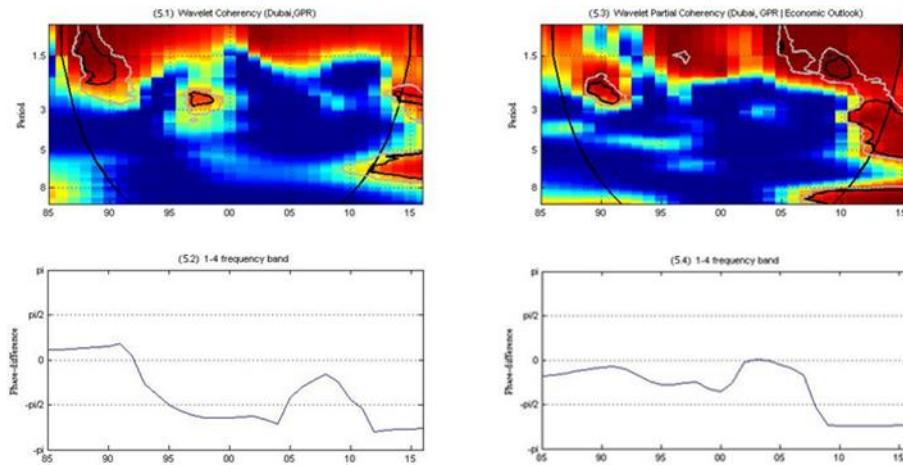 (5.1) Wavelet Coherency (Dubai,GPR)
Period
1.5
3
5
8
85 90 95 00 05 10 15
(5.3) Wavelet Partial Coherency (Dubai, GPR | Economic Outlook)
Period
1.5
3
5
8
85 90 95 00 05 10 15
(5.2) 1-4 frequency band
Phase-difference
pi
pi/2
0
-pi/2
-pi
85 90 95 00 05 10 15
(5.4) 1-4 frequency band
Phase-difference
pi
pi/2
0
-pi/2
-pi
85 90 95 00 05 10 15